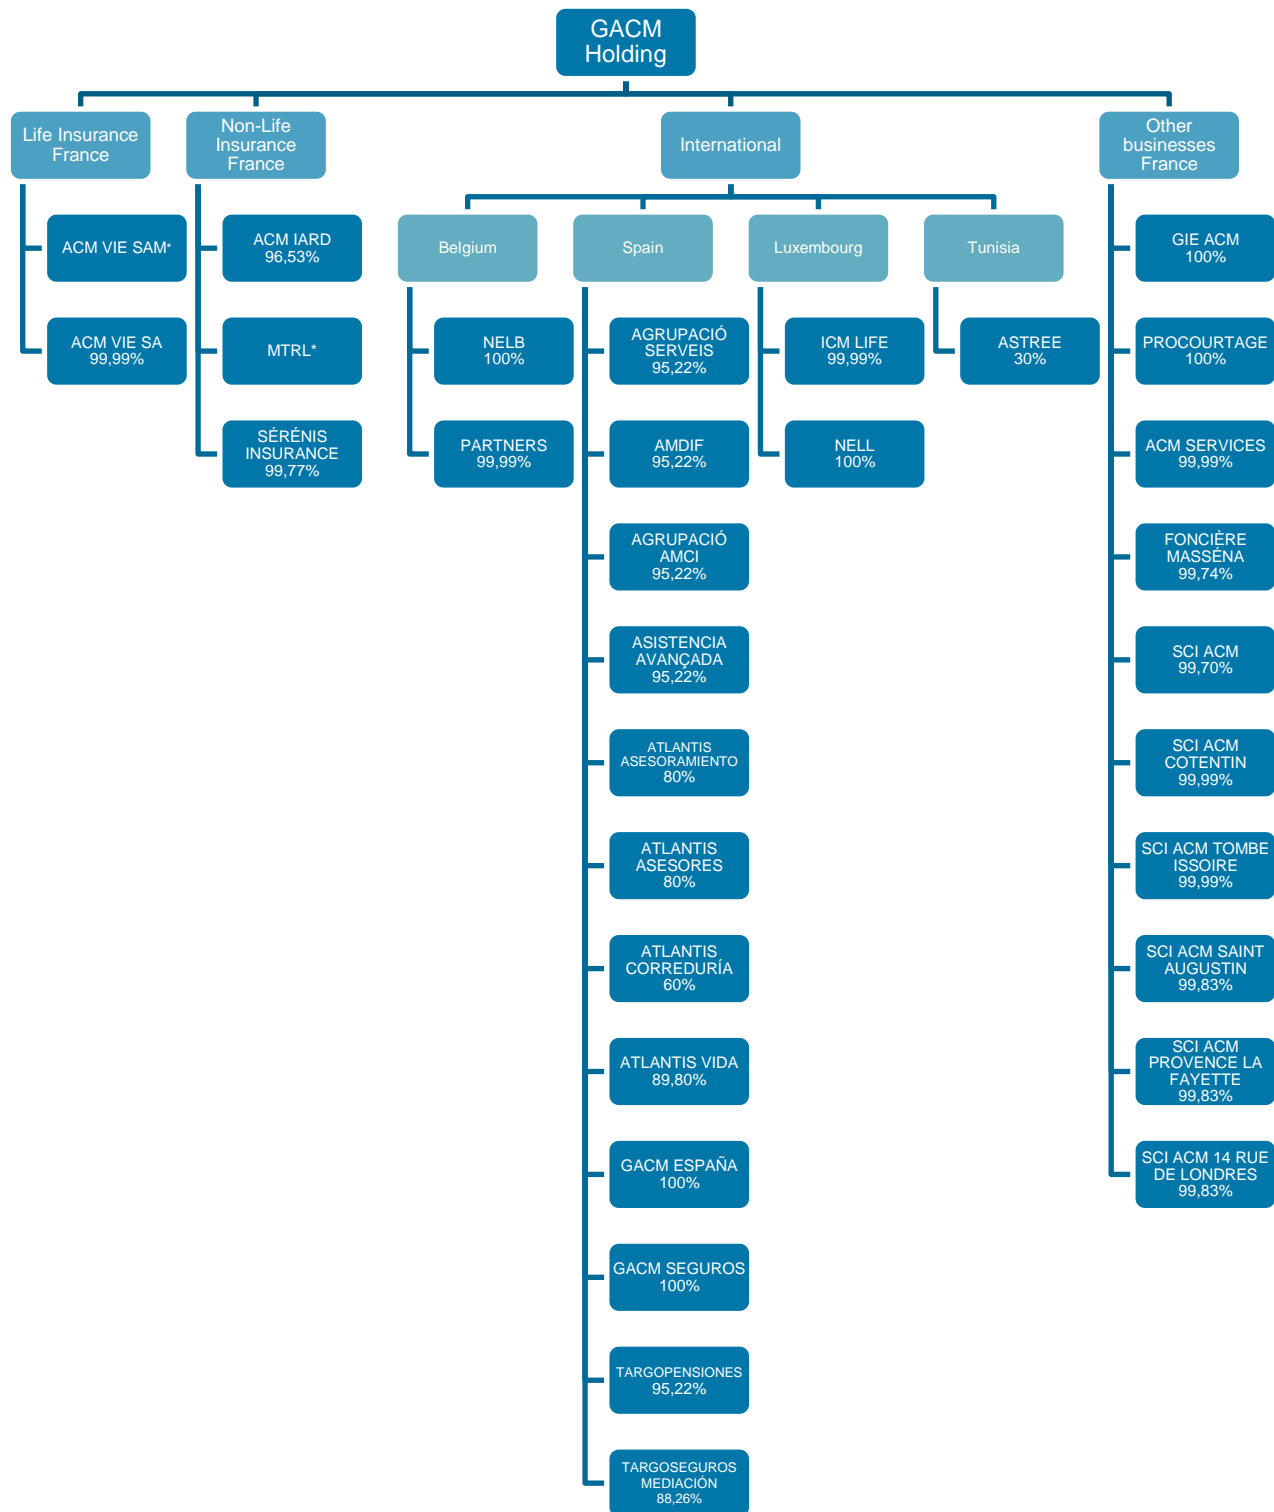 GACM
Holding
Life Insurance
France
Non-Life
Insurance
France
International
Other
businesses
France
ACM VIE SAM*
ACM VIE SA
99,99%
ACM IARD
96,53%
MTRL*
SÉRÉNIS
INSURANCE
99,77%
Belgium
NELB
100%
PARTNERS
99,99%
Spain
AGRUPACIÓ
SERVEIS
95,22%
AMDIF
95,22%
AGRUPACIÓ
AMCI
95,22%
ASISTENCIA
AVANÇADA
95,22%
ATLANTIS
ASESORAMIENTO
80%
ATLANTIS
ASESORES
80%
ATLANTIS
CORREDURÍA
60%
ATLANTIS VIDA
89,80%
GACM ESPAÑA
100%
GACM SEGUROS
100%
TARGOPENSIONES
95,22%
TARGOSEGUROS
MEDIACIÓN
88,26%
Luxembourg
ICM LIFE
99,99%
NELL
100%
Tunisia
ASTREE
30%
GIE ACM
100%
PROCOURTAGE
100%
ACM SERVICES
99,99%
FONCIÈRE
MASSÉNA
99,74%
SCI ACM
99,70%
SCI ACM
COTENTIN
99,99%
SCI ACM TOMBE
ISSOIRE
99,99%
SCI ACM SAINT
AUGUSTIN
99,83%
SCI ACM
PROVENCE LA
FAYETTE
99,83%
SCI ACM 14 RUE
DE LONDRES
99,83%